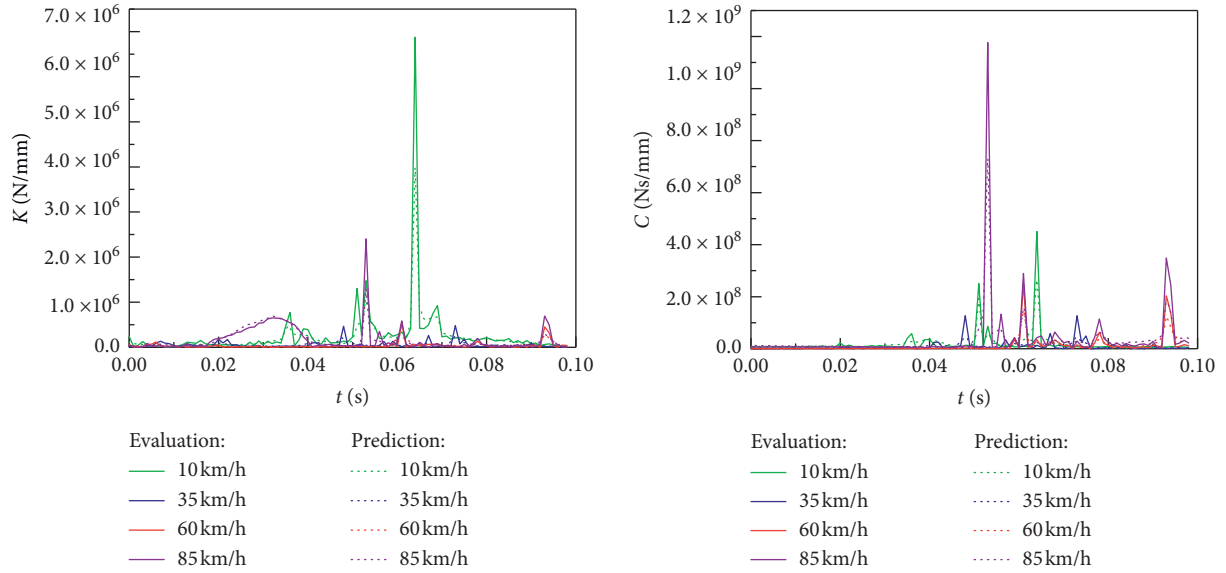 7.0 × 10⁶
6.0 × 10⁶
5.0 × 10⁶
4.0 × 10⁶
3.0 × 10⁶
2.0 × 10⁶
1.0 × 10⁶
0.0
K (N/mm)
0.00 0.02 0.04 0.06 0.08 0.10
t (s)
Evaluation: Prediction:
10 km/h 10 km/h
35 km/h 35 km/h
60 km/h 60 km/h
85 km/h 85 km/h
1.2 × 10⁹
1.0 × 10⁹
8.0 × 10⁸
6.0 × 10⁸
4.0 × 10⁸
2.0 × 10⁸
0.0
C (Ns/mm)
0.00 0.02 0.04 0.06 0.08 0.10
t (s)
Evaluation: Prediction:
10 km/h 10 km/h
35 km/h 35 km/h
60 km/h 60 km/h
85 km/h 85 km/h